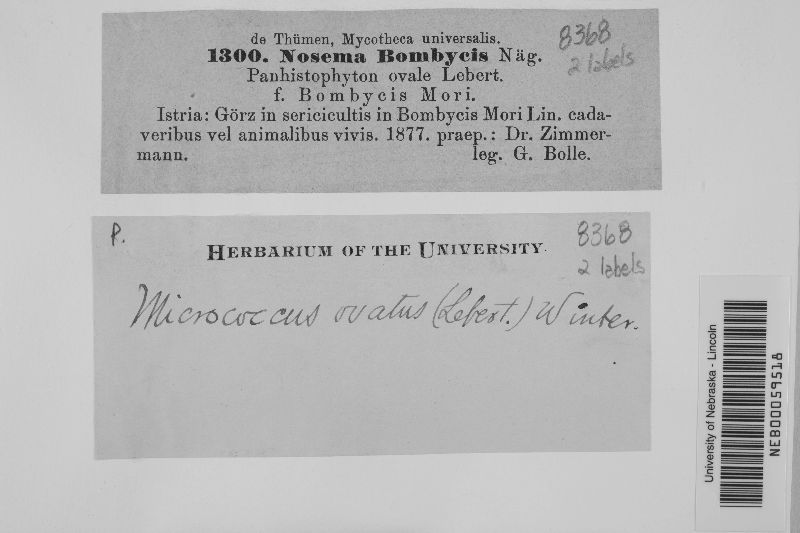 de Thümen, Mycotheca universalis.
1300. Nosema Bombycis Näg.
Panhistophyton ovale Lebert.
f. Bombycis Mori.
Istria: Görz in sericicultis in Bombycis Mori Lin. cada-
veribus vel animalibus vivis. 1877. praep.: Dr. Zimmer-
mann. leg. G. Bolle.
8368
2 labels
P.
HERBARIUM OF THE UNIVERSITY.
8368
2 labels
Micrococcus ovatus (Lebert.) Winter.
University of Nebraska - Lincoln
NEB00059518